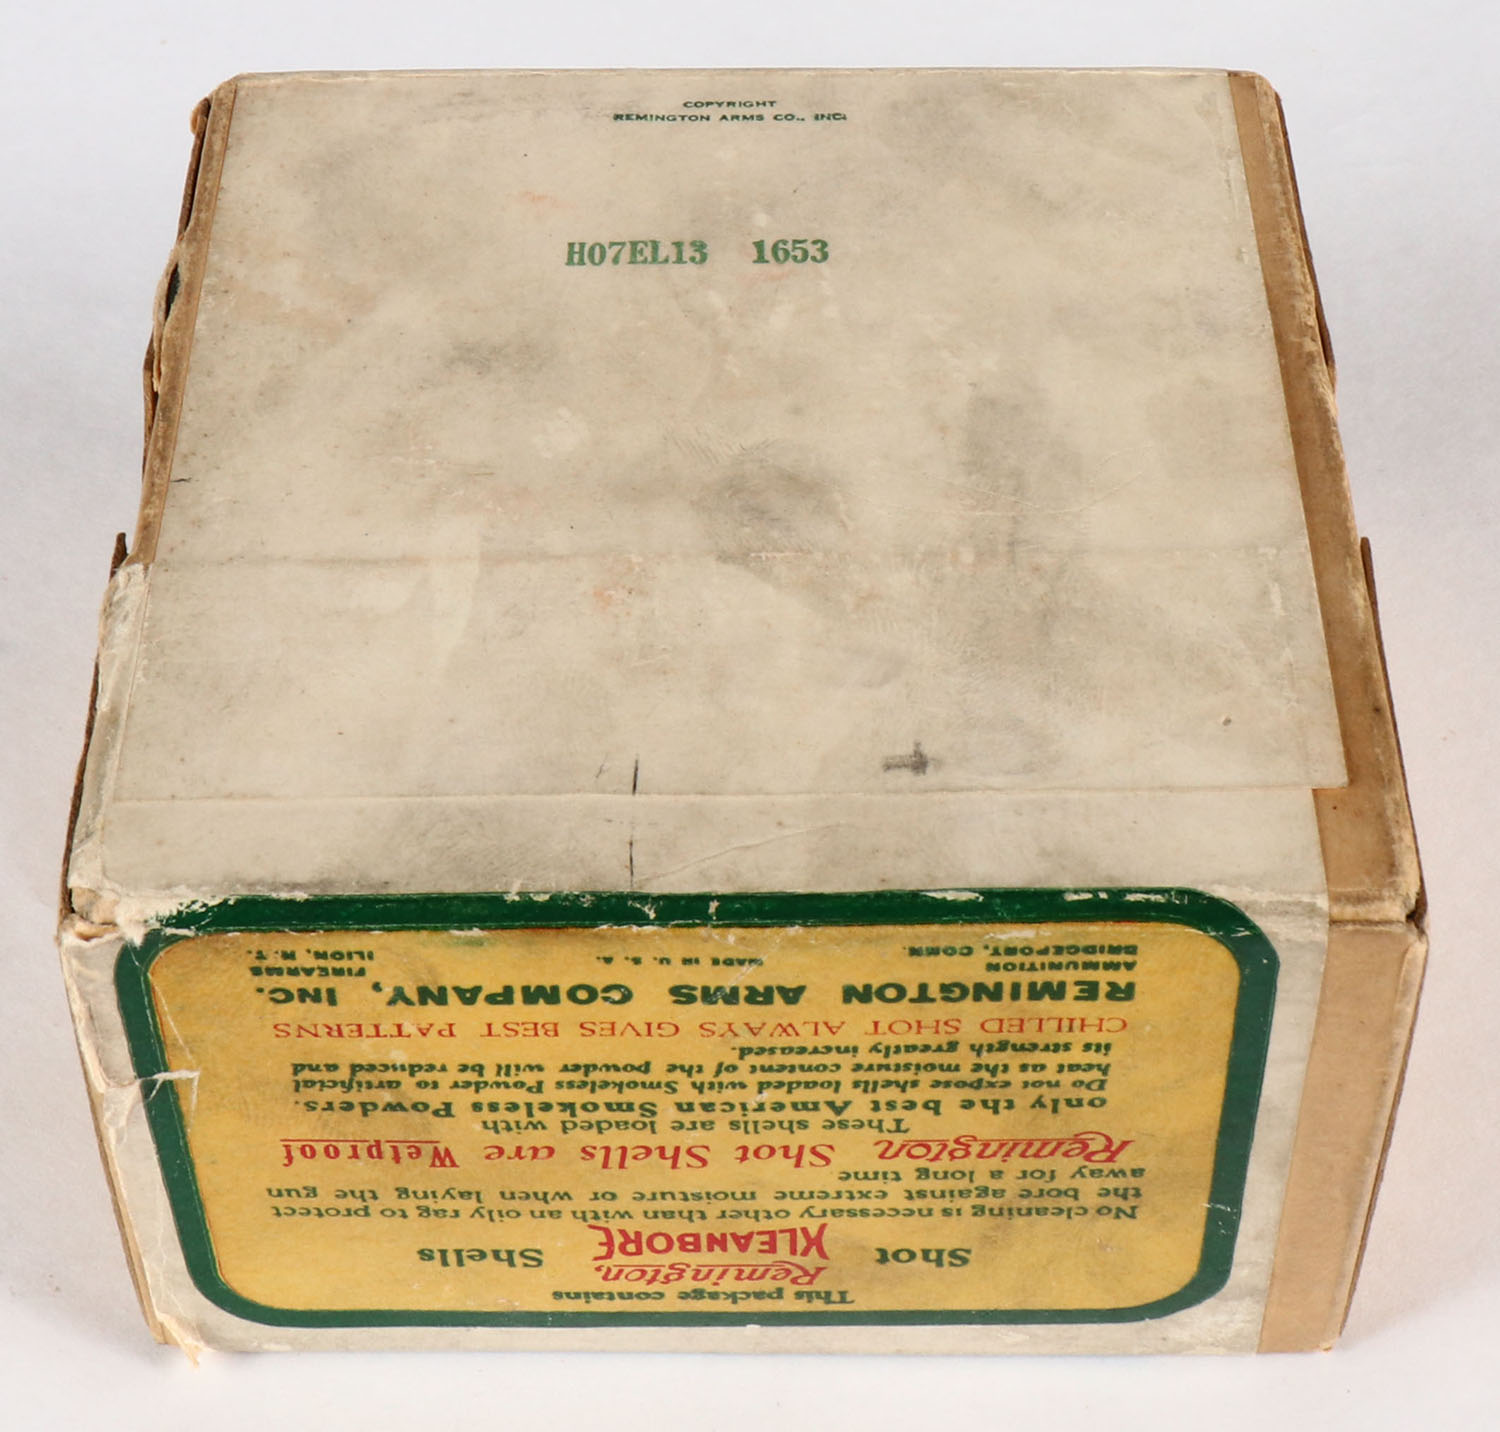 COPYRIGHT
REMINGTON ARMS CO., INC.
H07EL13 1653
This package contains
Remington,
Shot KLEANBORE Shells
No cleaning is necessary other than with an oily rag to protect
the bore against extreme moisture or when laying the gun
away for a long time
Remington Shot Shells are Wetproof
These shells are loaded with
only the best American Smokeless Powders.
Do not expose shells loaded with Smokeless Powder to artificial
heat as the moisture content of the powder will be reduced and
its strength greatly increased.
CHILLED SHOT ALWAYS GIVES BEST PATTERNS
REMINGTON ARMS COMPANY, INC.
AMMUNITION FIREARMS
BRIDGEPORT, CONN. MADE IN U. S. A. ILION, N. Y.